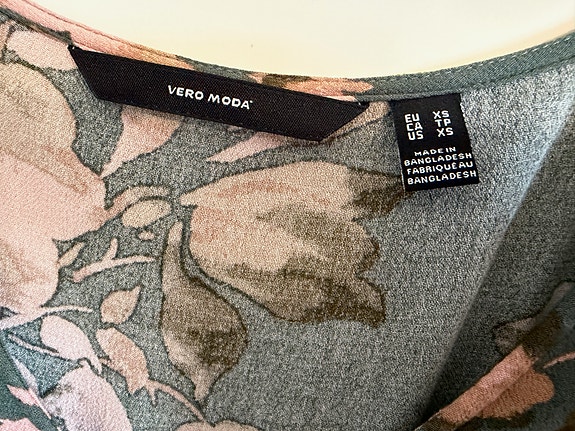 VERO MODA
EU XS
CA TP
US XS
MADE IN
BANGLADESH
FABRIQUÉ AU
BANGLADESH